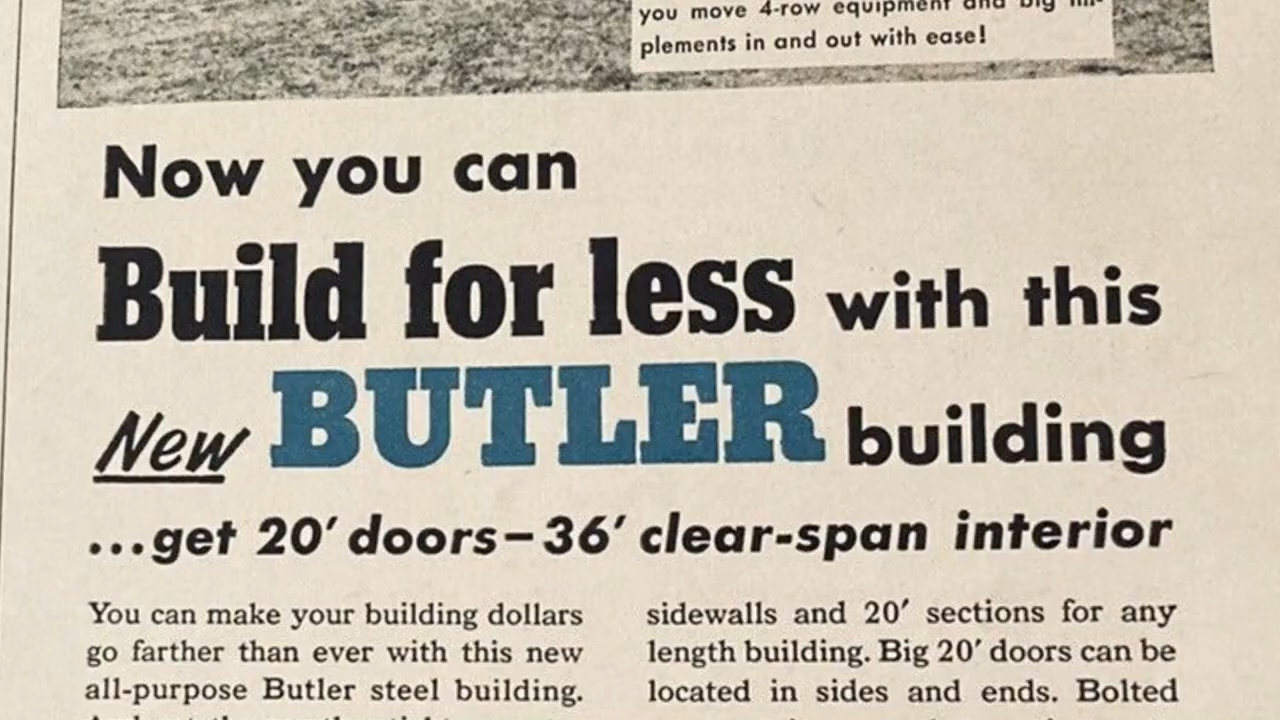 you move 4-row equipment and big im-
plements in and out with ease!
Now you can
Build for less with this
New BUTLER building
...get 20′ doors—36′ clear-span interior
You can make your building dollars
go farther than ever with this new
all-purpose Butler steel building.
sidewalls and 20′ sections for any
length building. Big 20′ doors can be
located in sides and ends. Bolted